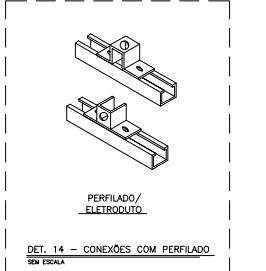 PERFILADO/
ELETRODUTO
DET. 14 - CONEXÕES COM PERFILADO
SEM ESCALA